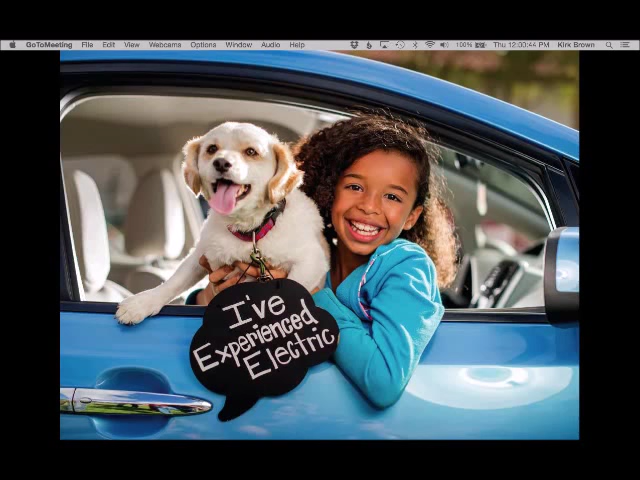 GoToMeeting File Edit View Webcams Options Window Audio Help 100% Thu 12:00:44 PM Kirk Brown
I've
Experienced
Electric